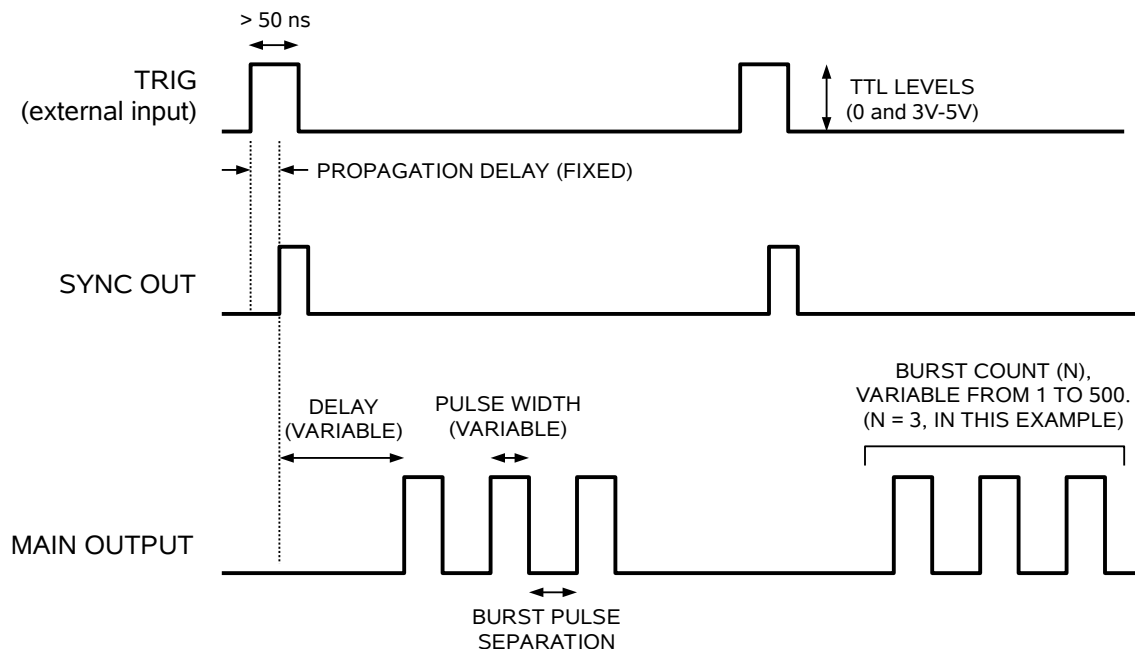 > 50 ns
TRIG
(external input)
TTL LEVELS
(0 and 3V-5V)
PROPAGATION DELAY (FIXED)
SYNC OUT
BURST COUNT (N),
VARIABLE FROM 1 TO 500.
(N = 3, IN THIS EXAMPLE)
DELAY
(VARIABLE)
PULSE WIDTH
(VARIABLE)
MAIN OUTPUT
BURST PULSE
SEPARATION